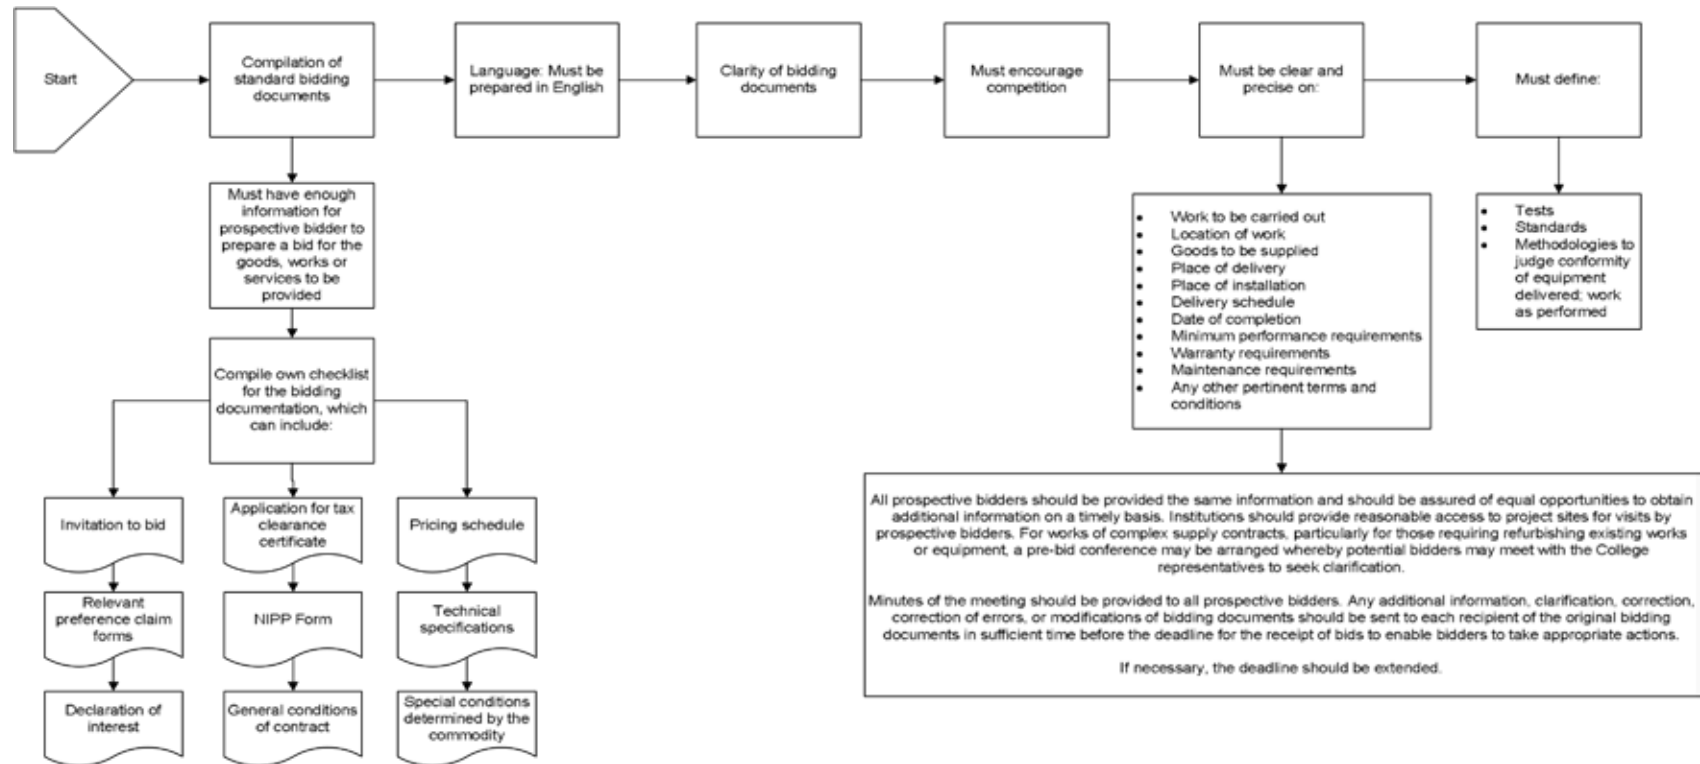 Start
Compilation of
standard bidding
documents
Language: Must be
prepared in English
Clarity of bidding
documents
Must encourage
competition
Must be clear and
precise on:
Must define:
Must have enough
information for
prospective bidder to
prepare a bid for the
goods, works or
services to be
provided
Compile own checklist
for the bidding
documentation, which
can include:
Invitation to bid
Application for tax
clearance
certificate
Pricing schedule
Relevant
preference claim
forms
NIPP Form
Technical
specifications
Declaration of
interest
General conditions
of contract
Special conditions
determined by the
commodity
• Work to be carried out
• Location of work
• Goods to be supplied
• Place of delivery
• Place of installation
• Delivery schedule
• Date of completion
• Minimum performance requirements
• Warranty requirements
• Maintenance requirements
• Any other pertinent terms and
conditions
• Tests
• Standards
• Methodologies to
judge conformity
of equipment
delivered; work
as performed
All prospective bidders should be provided the same information and should be assured of equal opportunities to obtain
additional information on a timely basis. Institutions should provide reasonable access to project sites for visits by
prospective bidders. For works of complex supply contracts, particularly for those requiring refurbishing existing works
or equipment, a pre-bid conference may be arranged whereby potential bidders may meet with the College
representatives to seek clarification.
Minutes of the meeting should be provided to all prospective bidders. Any additional information, clarification, correction,
correction of errors, or modifications of bidding documents should be sent to each recipient of the original bidding
documents in sufficient time before the deadline for the receipt of bids to enable bidders to take appropriate actions.
If necessary, the deadline should be extended.